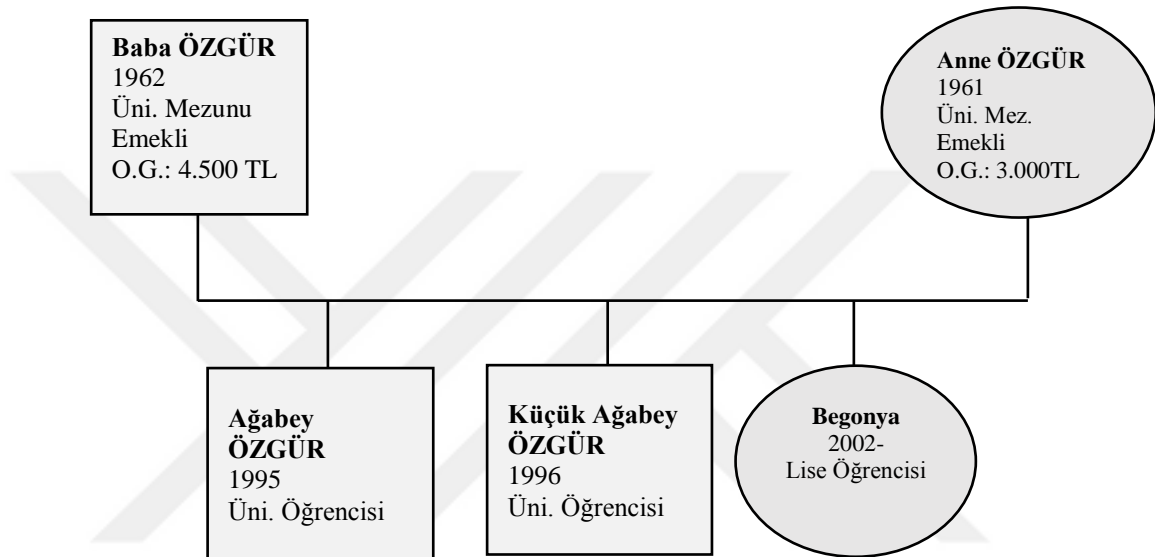 Baba ÖZGÜR
1962
Üni. Mezunu
Emekli
O.G.: 4.500 TL
Anne ÖZGÜR
1961
Üni. Mez.
Emekli
O.G.: 3.000TL
Ağabey
ÖZGÜR
1995
Üni. Öğrencisi
Küçük Ağabey
ÖZGÜR
1996
Üni. Öğrencisi
Begonya
2002-
Lise Öğrencisi